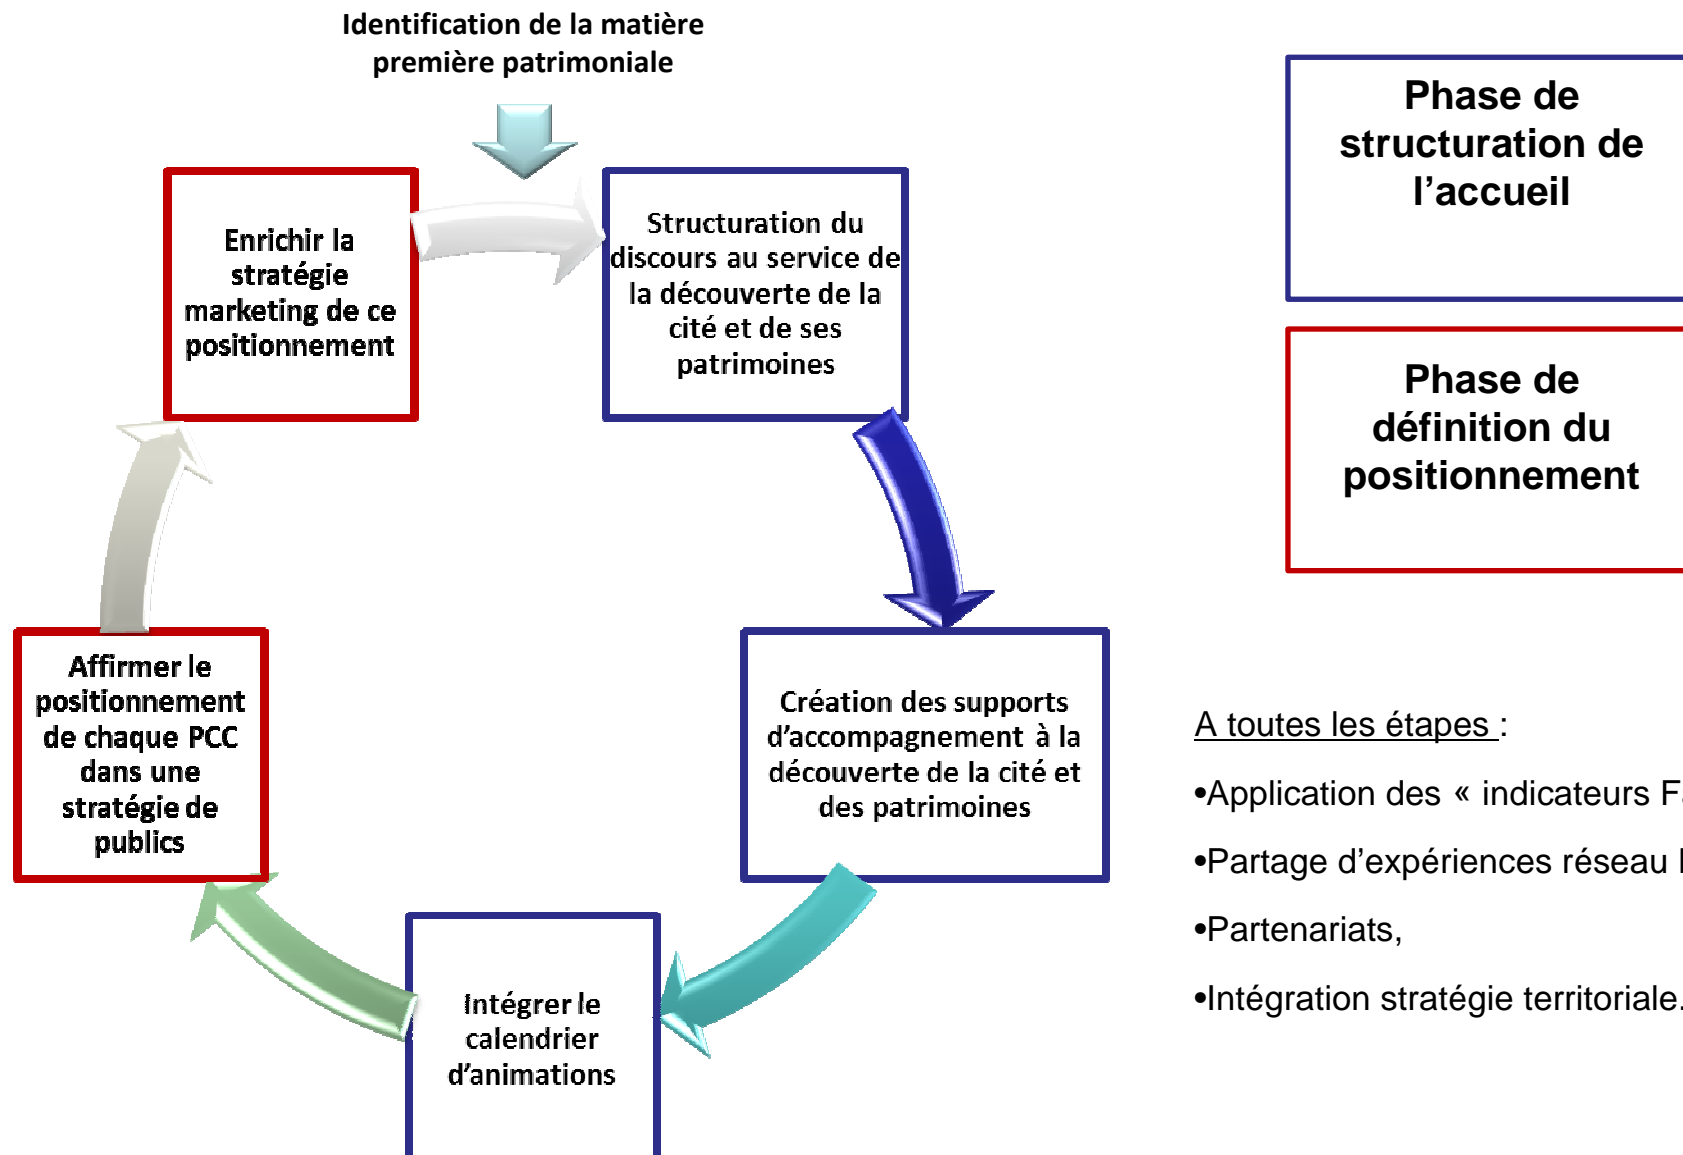 Identification de la matière
première patrimoniale
Enrichir la
stratégie
marketing de ce
positionnement
Structuration du
discours au service de
la découverte de la
cité et de ses
patrimoines
Création des supports
d'accompagnement à la
découverte de la cité et
des patrimoines
Intégrer le
calendrier
d'animations
Affirmer le
positionnement
de chaque PCC
dans une
stratégie de
publics
Phase de
structuration de
l'accueil
Phase de
définition du
positionnement
A toutes les étapes :
•Application des « indicateurs
•Partage d'expériences réseau
•Partenariats,
•Intégration stratégie territoriale.